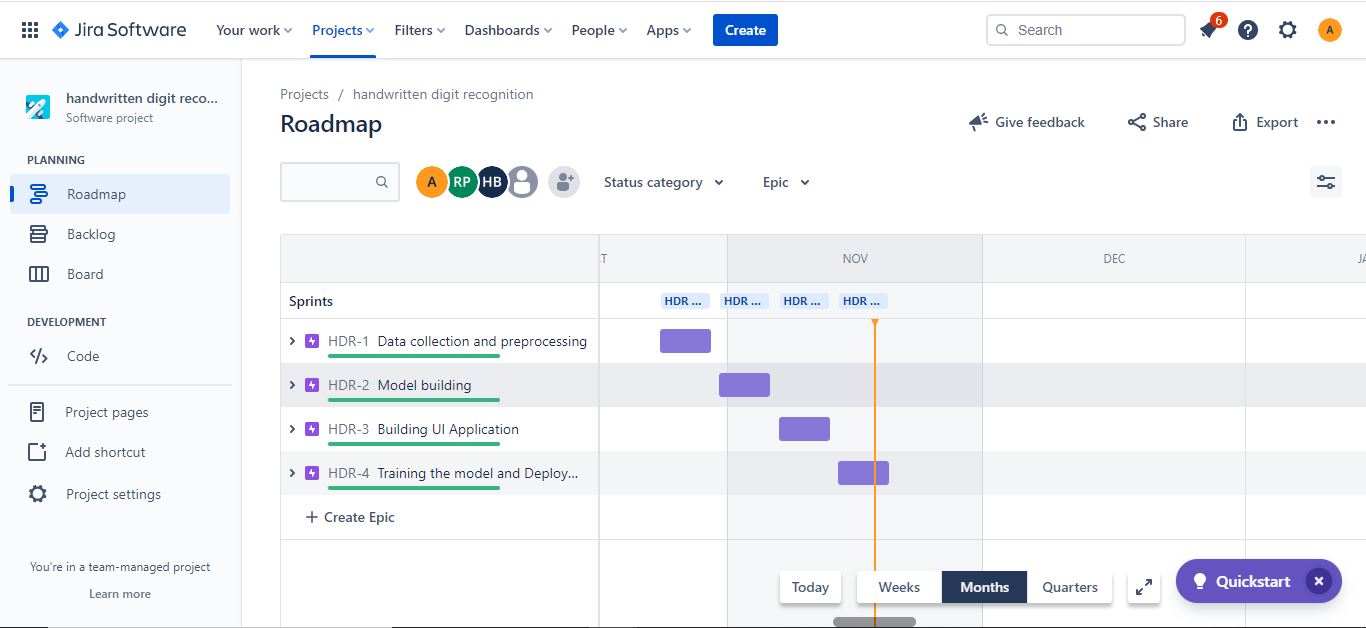 Jira Software Your work Projects Filters Dashboards People Apps Create Search 6 A
handwritten digit reco...
Software project
PLANNING
Roadmap
Backlog
Board
DEVELOPMENT
Code
Project pages
Add shortcut
Project settings
You're in a team-managed project
Learn more
Projects / handwritten digit recognition
Roadmap
Give feedback Share Export
A RP HB Status category Epic
T NOV DEC JA
Sprints HDR ... HDR ... HDR ... HDR ...
HDR-1 Data collection and preprocessing
HDR-2 Model building
HDR-3 Building UI Application
HDR-4 Training the model and Deploy...
+ Create Epic
Today Weeks Months Quarters Quickstart